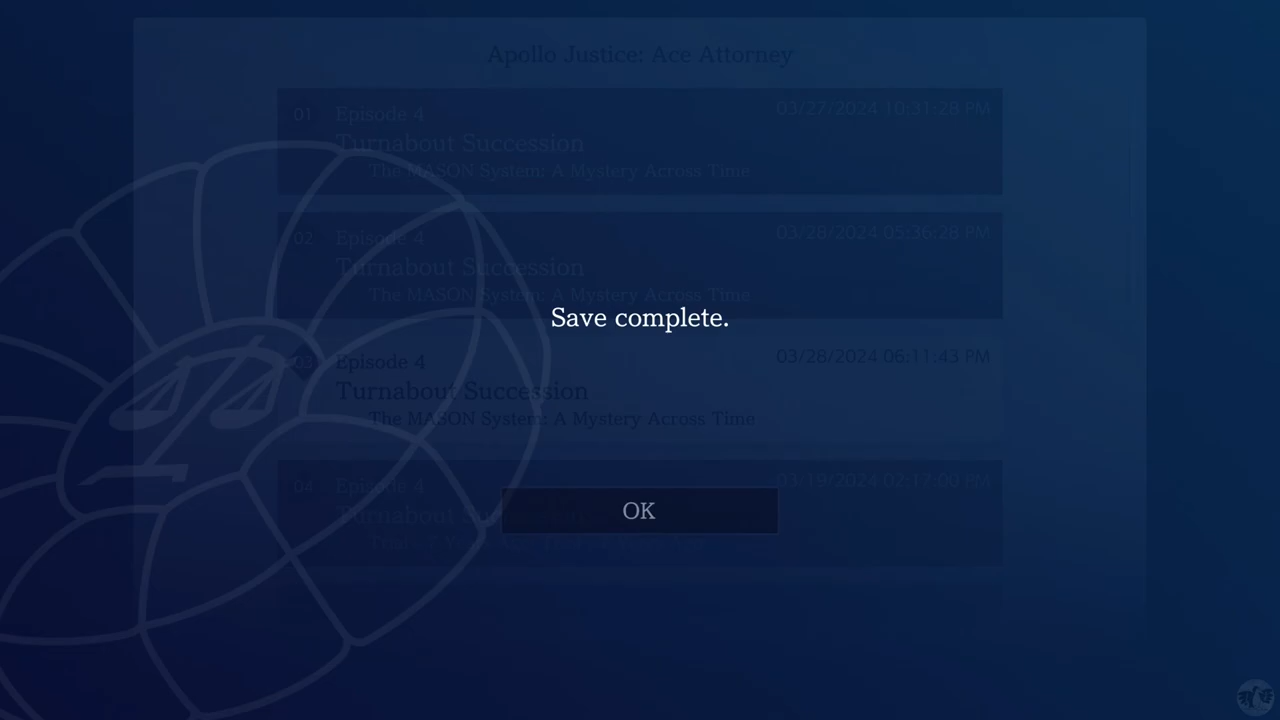 Apollo Justice: Ace Attorney
01 Episode 4 03/27/2024 10:31:28 PM
Turnabout Succession
The MASON System: A Mystery Across Time
02 Episode 4 03/28/2024 05:36:28 PM
Turnabout Succession
The MASON System: A Mystery Across Time
Save complete.
03 Episode 4 03/28/2024 06:11:43 PM
Turnabout Succession
The MASON System: A Mystery Across Time
04 Episode 4
OK